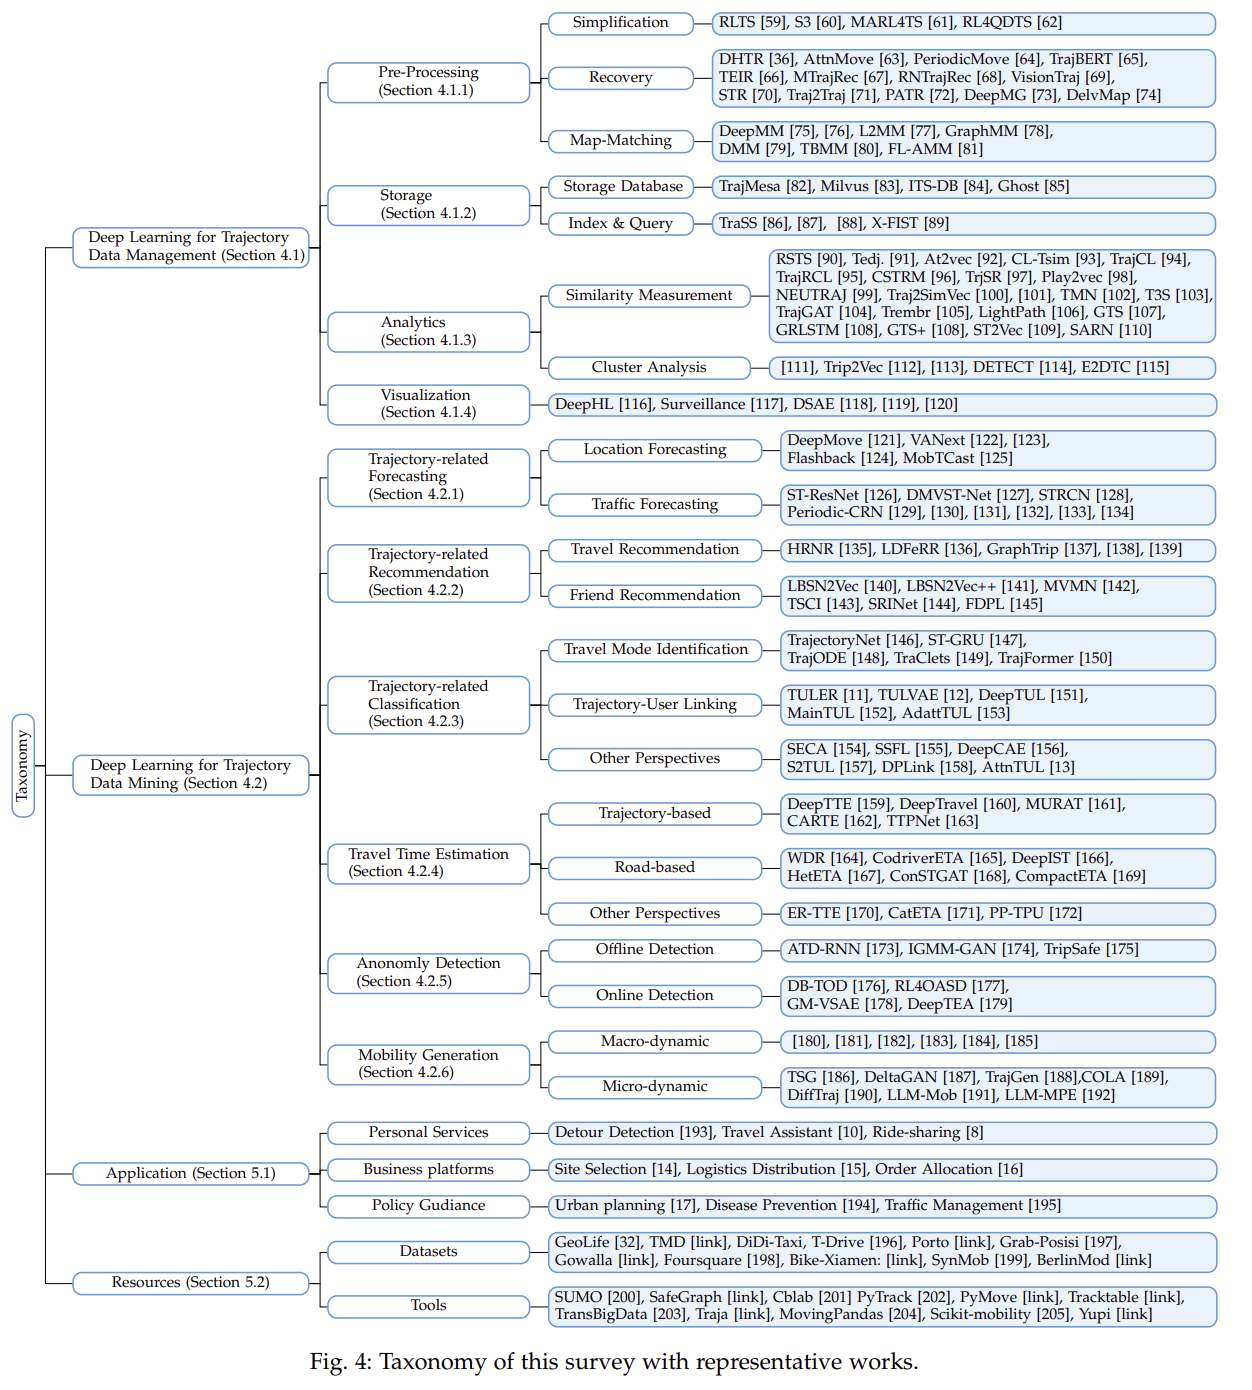 Taxonomy
Deep Learning for Trajectory
Data Management (Section 4.1)
Pre-Processing
(Section 4.1.1)
Simplification
RLTS [59], S3 [60], MARL4TS [61], RL4QDTS [62]
Recovery
DHTR [36], AttnMove [63], PeriodicMove [64], TrajBERT [65],
TEIR [66], MTrajRec [67], RNTrajRec [68], VisionTraj [69],
STR [70], Traj2Traj [71], PATR [72], DeepMG [73], DelvMap [74]
Map-Matching
DeepMM [75], [76], L2MM [77], GraphMM [78],
DMM [79], TBMM [80], FL-AMM [81]
Storage
(Section 4.1.2)
Storage Database
TrajMesa [82], Milvus [83], ITS-DB [84], Ghost [85]
Index & Query
TraSS [86], [87], [88], X-FIST [89]
Analytics
(Section 4.1.3)
Similarity Measurement
RSTS [90], Tedj. [91], At2vec [92], CL-Tsim [93], TrajCL [94],
TrajRCL [95], CSTRM [96], TrjSR [97], Play2vec [98],
NEUTRAJ [99], Traj2SimVec [100], [101], TMN [102], T3S [103],
TrajGAT [104], Trembr [105], LightPath [106], GTS [107],
GRLSTM [108], GTS+ [108], ST2Vec [109], SARN [110]
Cluster Analysis
[111], Trip2Vec [112], [113], DETECT [114], E2DTC [115]
Visualization
(Section 4.1.4)
DeepHL [116], Surveillance [117], DSAE [118], [119], [120]
Deep Learning for Trajectory
Data Mining (Section 4.2)
Trajectory-related
Forecasting
(Section 4.2.1)
Location Forecasting
DeepMove [121], VANext [122], [123],
Flashback [124], MobTCast [125]
Traffic Forecasting
ST-ResNet [126], DMVST-Net [127], STRCN [128],
Periodic-CRN [129], [130], [131], [132], [133], [134]
Trajectory-related
Recommendation
(Section 4.2.2)
Travel Recommendation
HRNR [135], LDFeRR [136], GraphTrip [137], [138], [139]
Friend Recommendation
LBSN2Vec [140], LBSN2Vec++ [141], MVMN [142],
TSCI [143], SRINet [144], FDPL [145]
Trajectory-related
Classification
(Section 4.2.3)
Travel Mode Identification
TrajectoryNet [146], ST-GRU [147],
TrajODE [148], TraClets [149], TrajFormer [150]
Trajectory-User Linking
TULER [11], TULVAE [12], DeepTUL [151],
MainTUL [152], AdattTUL [153]
Other Perspectives
SECA [154], SSFL [155], DeepCAE [156],
S2TUL [157], DPLink [158], AttnTUL [13]
Travel Time Estimation
(Section 4.2.4)
Trajectory-based
DeepTTE [159], DeepTravel [160], MURAT [161],
CARTE [162], TTPNet [163]
Road-based
WDR [164], CodriverETA [165], DeepIST [166],
HetETA [167], ConSTGAT [168], CompactETA [169]
Other Perspectives
ER-TTE [170], CatETA [171], PP-TPU [172]
Anonomly Detection
(Section 4.2.5)
Offline Detection
ATD-RNN [173], IGMM-GAN [174], TripSafe [175]
Online Detection
DB-TOD [176], RL4OASD [177],
GM-VSAE [178], DeepTEA [179]
Mobility Generation
(Section 4.2.6)
Macro-dynamic
[180], [181], [182], [183], [184], [185]
Micro-dynamic
TSG [186], DeltaGAN [187], TrajGen [188],COLA [189],
DiffTraj [190], LLM-Mob [191], LLM-MPE [192]
Application (Section 5.1)
Personal Services
Detour Detection [193], Travel Assistant [10], Ride-sharing [8]
Business platforms
Site Selection [14], Logistics Distribution [15], Order Allocation [16]
Policy Gudiance
Urban planning [17], Disease Prevention [194], Traffic Management [195]
Resources (Section 5.2)
Datasets
GeoLife [32], TMD [link], DiDi-Taxi, T-Drive [196], Porto [link], Grab-Posisi [197],
Gowalla [link], Foursquare [198], Bike-Xiamen: [link], SynMob [199], BerlinMod [link]
Tools
SUMO [200], SafeGraph [link], Cblab [201] PyTrack [202], PyMove [link], Tracktable [link],
TransBigData [203], Traja [link], MovingPandas [204], Scikit-mobility [205], Yupi [link]
Fig. 4: Taxonomy of this survey with representative works.